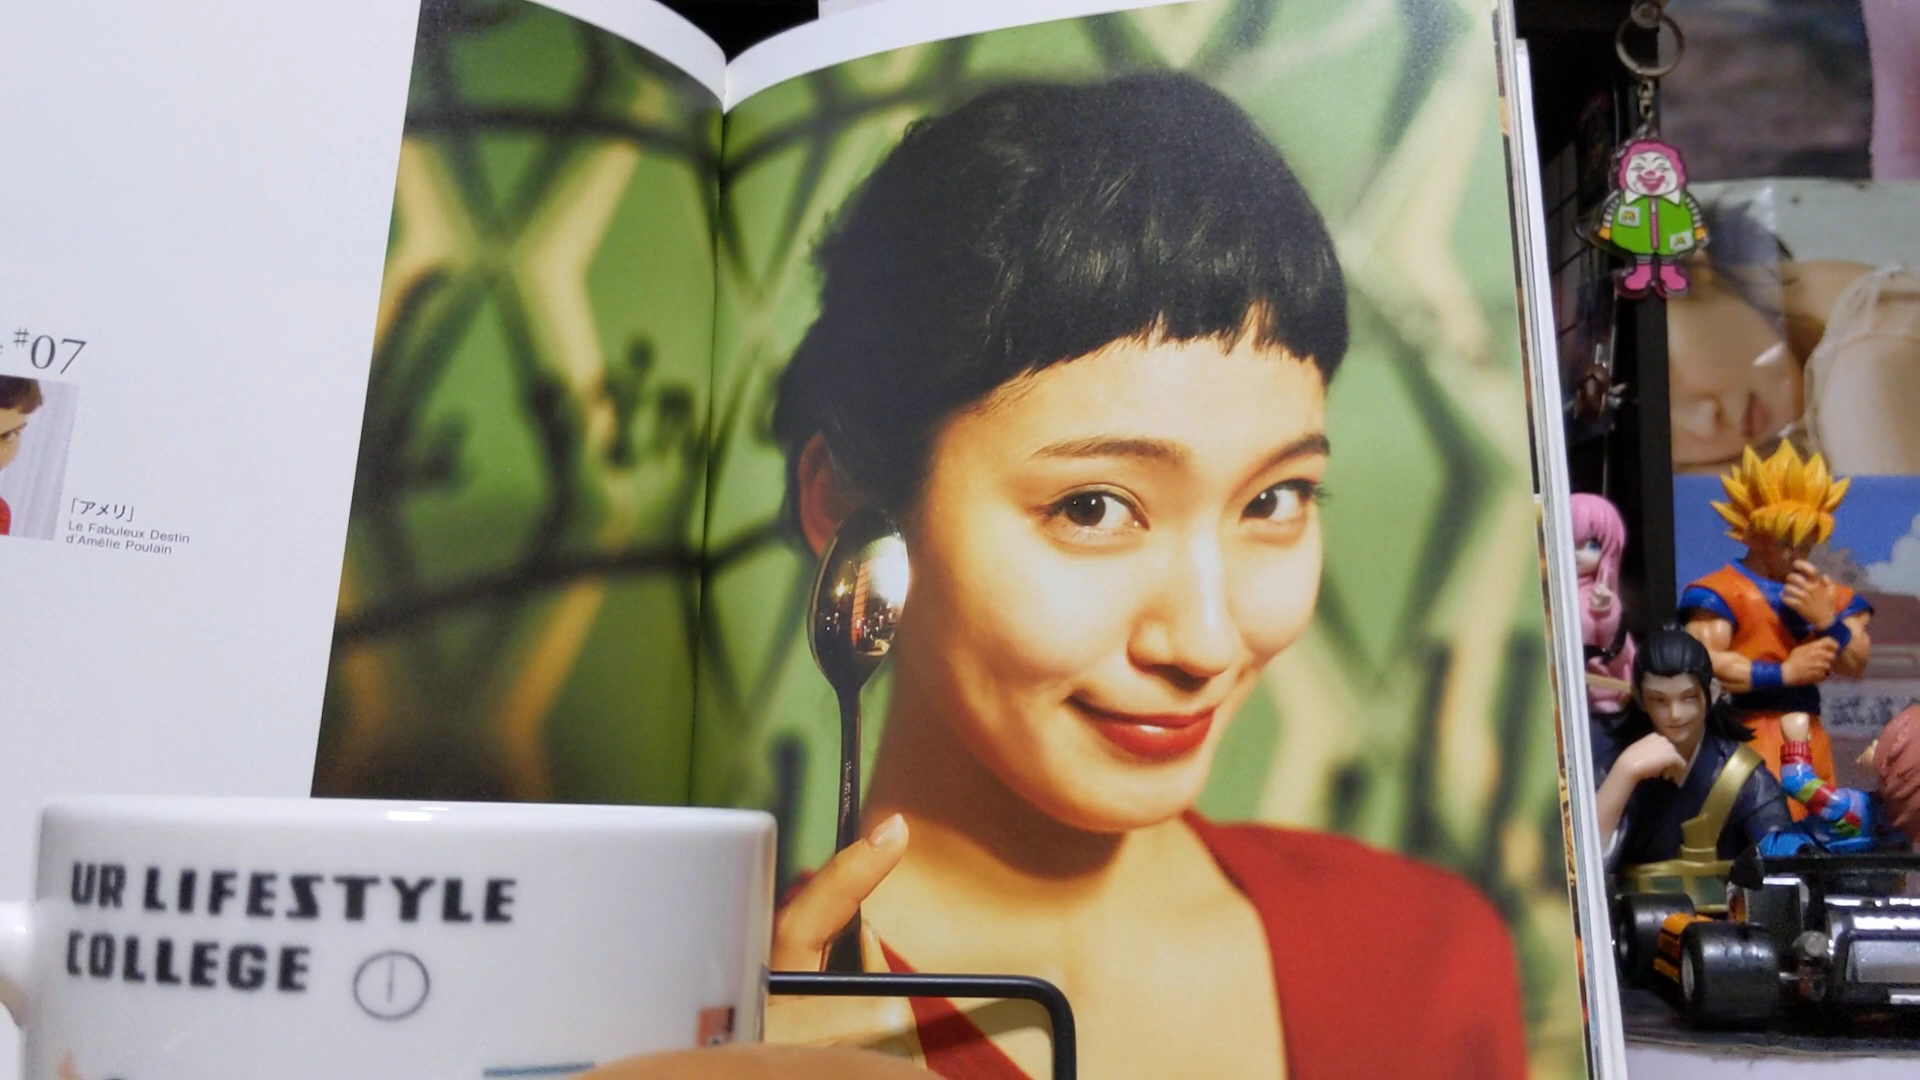 #07
「アメリ」
Le Fabuleux Destin
d'Amélie Poulain
UR LIFESTYLE
COLLEGE